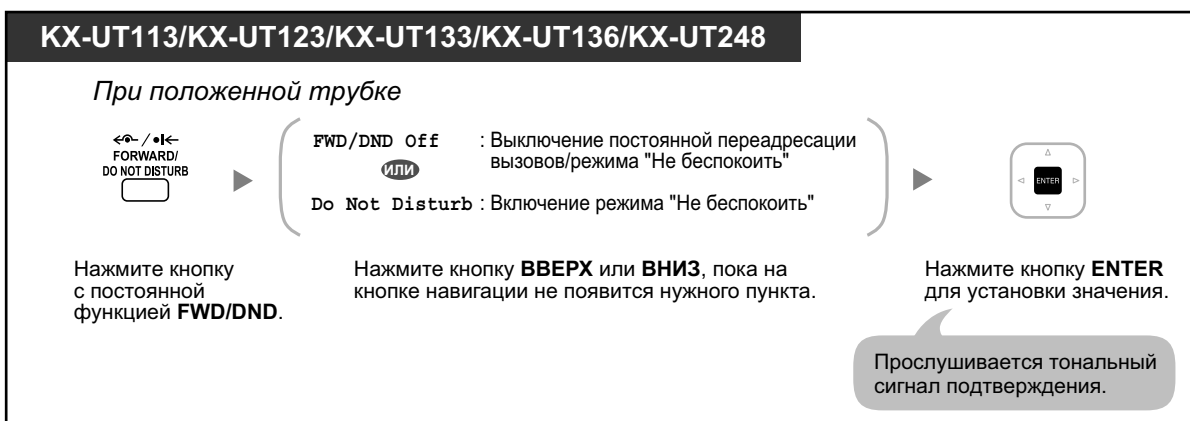 KX-UT113/KX-UT123/KX-UT133/KX-UT136/KX-UT248
При положенной трубке
FORWARD/
DO NOT DISTURB
FWD/DND Off : Выключение постоянной переадресации
вызовов/режима "Не беспокоить"
ИЛИ
Do Not Disturb : Включение режима "Не беспокоить"
ENTER
Нажмите кнопку
с постоянной
функцией FWD/DND.
Нажмите кнопку ВВЕРХ или ВНИЗ, пока на
кнопке навигации не появится нужного пункта.
Нажмите кнопку ENTER
для установки значения.
Прослушивается тональный
сигнал подтверждения.